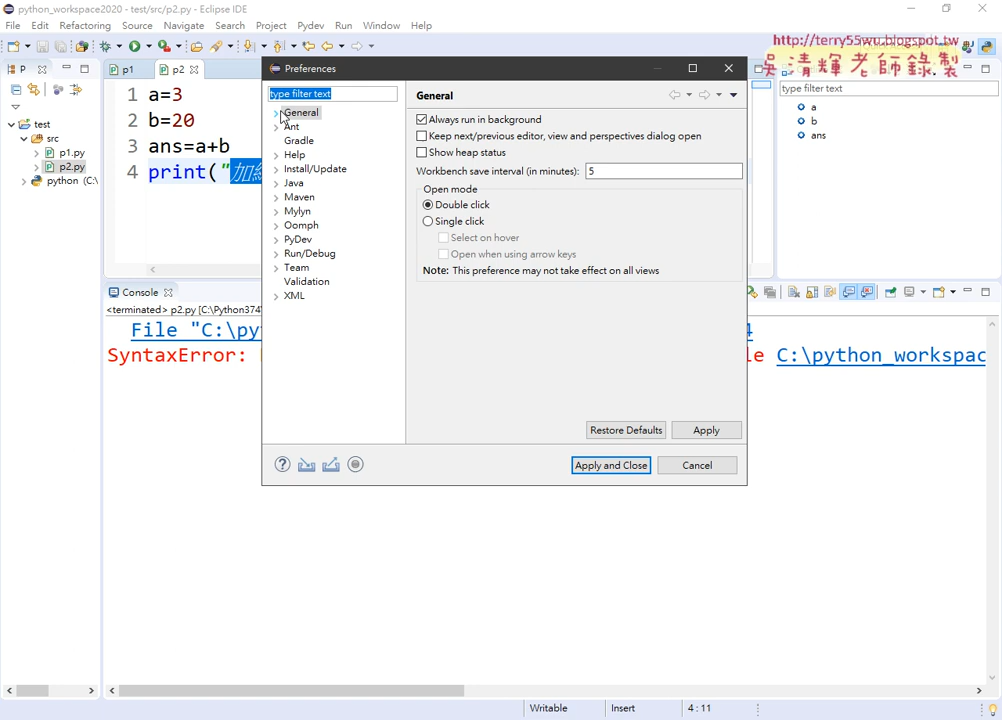 python_workspace2020 - test/src/p2.py - Eclipse IDE
File Edit Refactoring Source Navigate Search Project Pydev Run Window Help
http://terry55wu.blogspot.tw
吳清輝老師錄製
P
p1
p2
type filter text
a
b
ans
test
src
p1.py
p2.py
python (C:\
1 a=3
2 b=20
3 ans=a+b
4 print("加
Preferences
type filter text
General
Ant
Gradle
Help
Install/Update
Java
Maven
Mylyn
Oomph
PyDev
Run/Debug
Team
Validation
XML
General
Always run in background
Keep next/previous editor, view and perspectives dialog open
Show heap status
Workbench save interval (in minutes): 5
Open mode
Double click
Single click
Select on hover
Open when using arrow keys
Note: This preference may not take effect on all views
Restore Defaults
Apply
Apply and Close
Cancel
Console
<terminated> p2.py [C:\Python374
File "C:\py
4
SyntaxError:
le C:\python_workspac
Writable
Insert
4 : 11